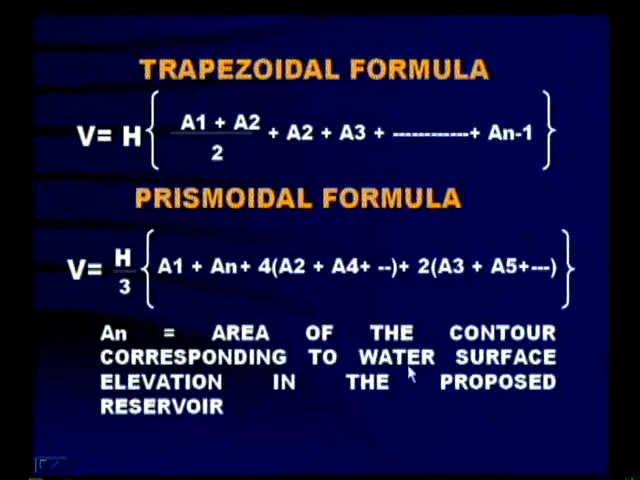 TRAPEZOIDAL FORMULA
V= H { A1 + A2 / 2 + A2 + A3 + ------------+ An-1 }
PRISMOIDAL FORMULA
V= H / 3 { A1 + An+ 4(A2 + A4+ --)+ 2(A3 + A5+---) }
An = AREA OF THE CONTOUR
CORRESPONDING TO WATER SURFACE
ELEVATION IN THE PROPOSED
RESERVOIR